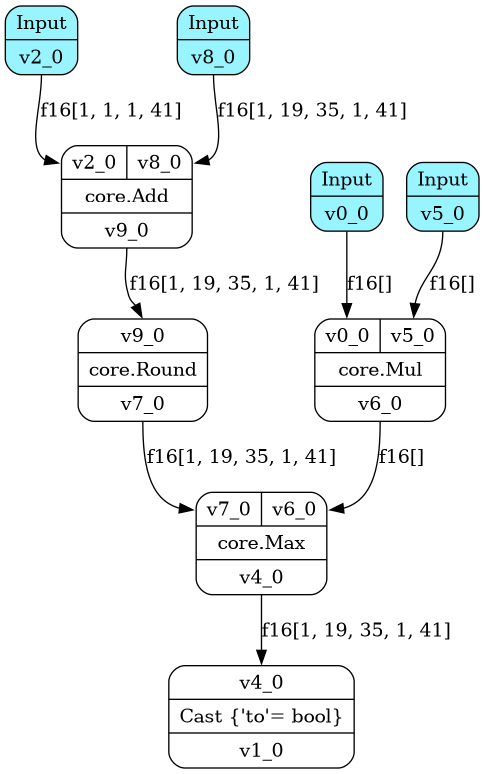 Input
v2_0
Input
v8_0
f16[1, 1, 1, 41]
f16[1, 19, 35, 1, 41]
v2_0 v8_0
core.Add
v9_0
Input
v0_0
Input
v5_0
f16[1, 19, 35, 1, 41]
f16[]
f16[]
v9_0
core.Round
v7_0
v0_0 v5_0
core.Mul
v6_0
f16[1, 19, 35, 1, 41]
f16[]
v7_0 v6_0
core.Max
v4_0
f16[1, 19, 35, 1, 41]
v4_0
Cast {'to'= bool}
v1_0